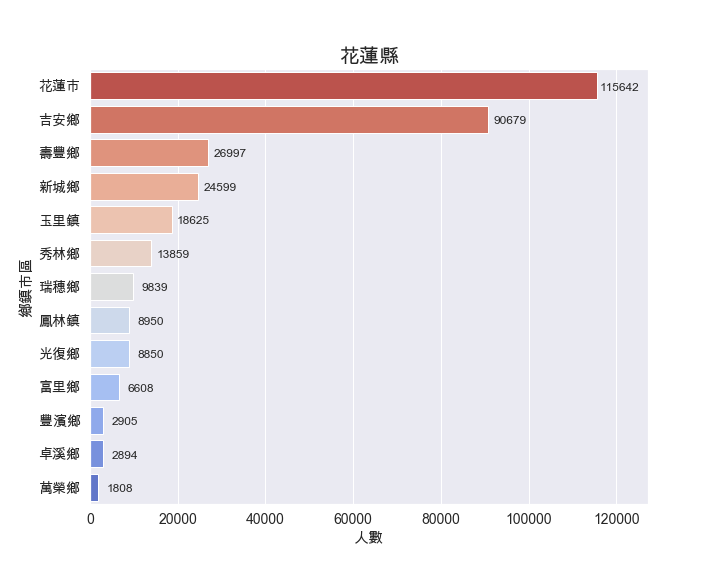 花蓮縣
鄉鎮市區
花蓮市 115642
吉安鄉 90679
壽豐鄉 26997
新城鄉 24599
玉里鎮 18625
秀林鄉 13859
瑞穗鄉 9839
鳳林鎮 8950
光復鄉 8850
富里鄉 6608
豐濱鄉 2905
卓溪鄉 2894
萬榮鄉 1808
0 20000 40000 60000 80000 100000 120000
人數